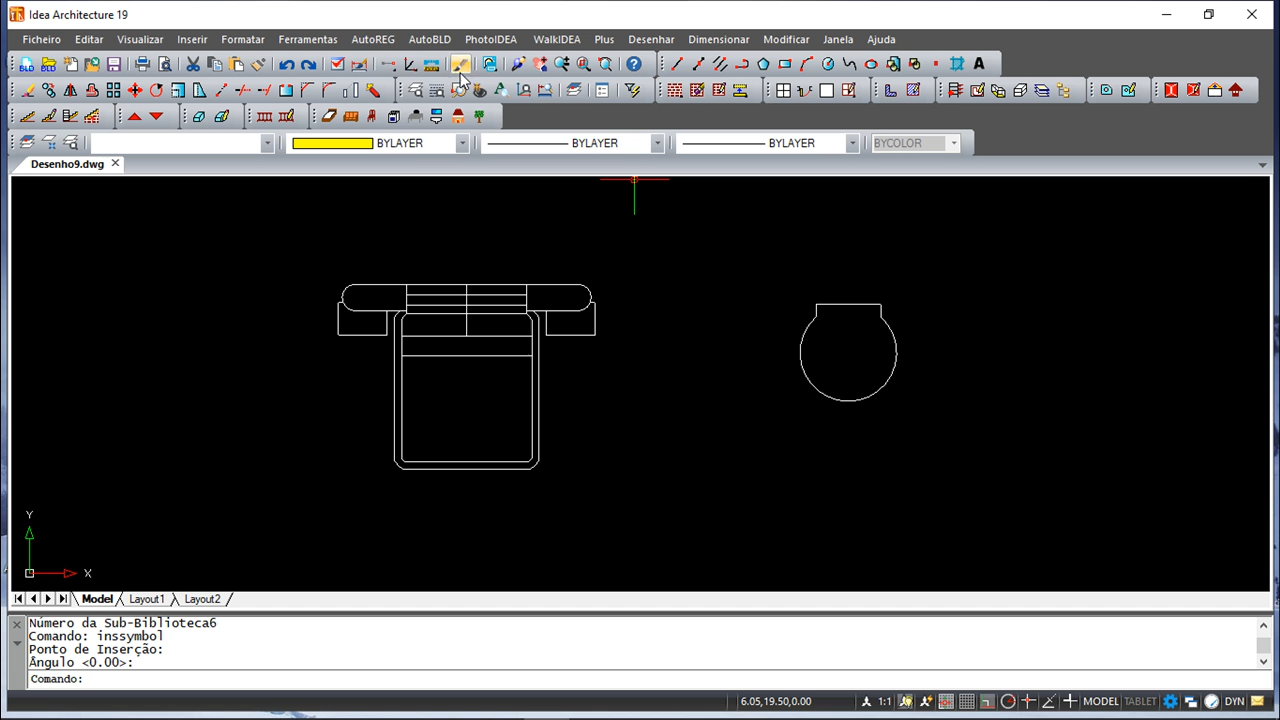 Idea Architecture 19
Ficheiro Editar Visualizar Inserir Formatar Ferramentas AutoREG AutoBLD PhotoIDEA WalkIDEA Plus Desenhar Dimensionar Modificar Janela Ajuda
BLD BLD
BYLAYER BYLAYER BYLAYER BYCOLOR
Desenho9.dwg
Y
X
Model Layout1 Layout2
Número da Sub-Biblioteca6
Comando: inssymbol
Ponto de Inserção:
Ângulo <0.00>:
Comando:
6.05,19.50,0.00 1:1 MODEL TABLET DYN